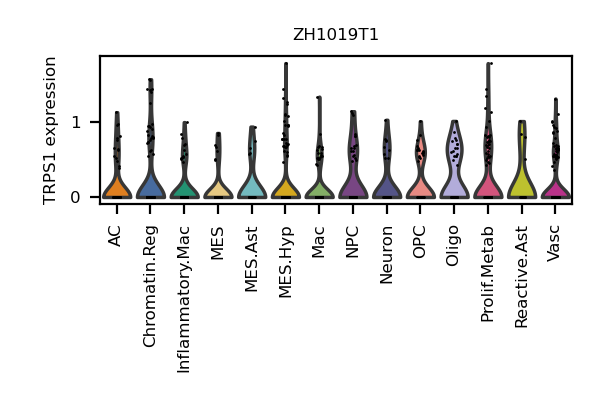 ZH1019T1
TRPS1 expression
1
0
AC
Chromatin.Reg
Inflammatory.Mac
MES
MES.Ast
MES.Hyp
Mac
NPC
Neuron
OPC
Oligo
Prolif.Metab
Reactive.Ast
Vasc